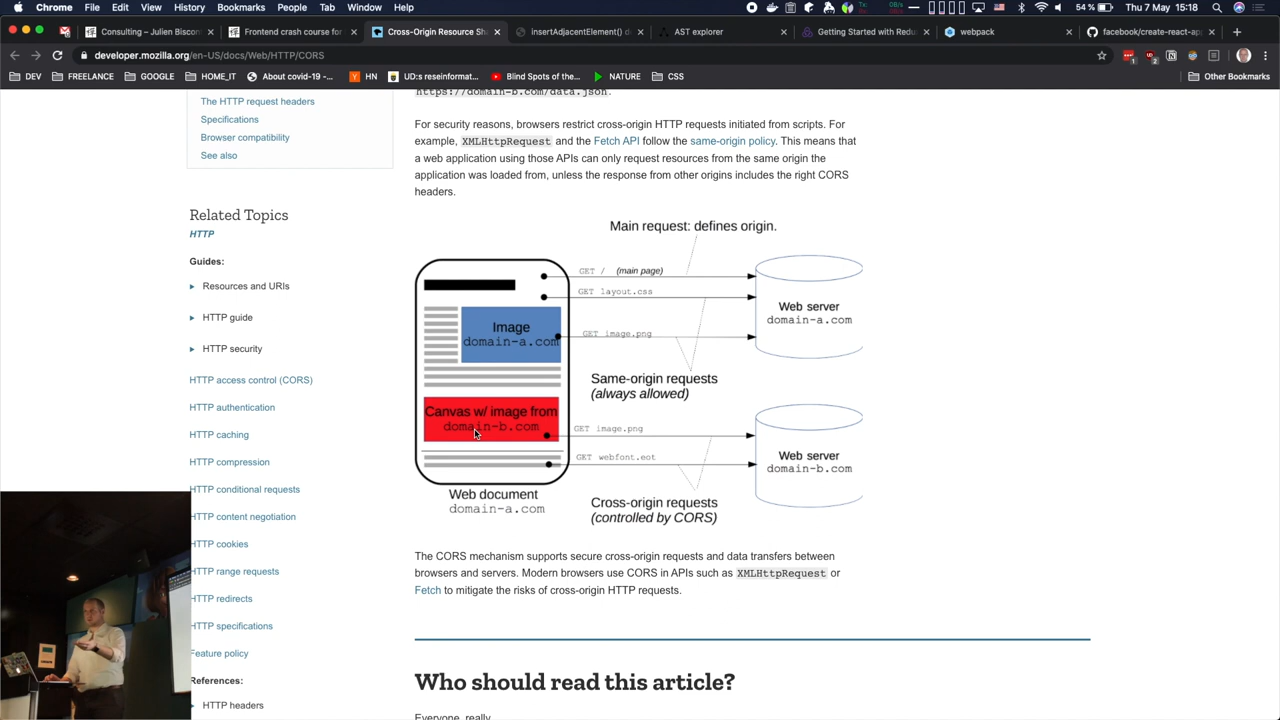 Chrome File Edit View History Bookmarks People Tab Window Help
54 % Thu 7 May 15:18
Consulting – Julien Biscon
Frontend crash course for
Cross-Origin Resource Sh
insertAdjacentElement() d
AST explorer
Getting Started with Redu
webpack
facebook/create-react-ap
developer.mozilla.org/en-US/docs/Web/HTTP/CORS
DEV FREELANCE GOOGLE HOME_IT About covid-19 -... HN UD:s reseinformat... Blind Spots of the... NATURE CSS Other Bookmarks
The HTTP request headers
Specifications
Browser compatibility
See also
Related Topics
HTTP
Guides:
Resources and URIs
HTTP guide
HTTP security
HTTP access control (CORS)
HTTP authentication
HTTP caching
HTTP compression
HTTP conditional requests
HTTP content negotiation
HTTP cookies
HTTP range requests
HTTP redirects
HTTP specifications
Feature policy
References:
HTTP headers
https://domain-b.com/data.json.
For security reasons, browsers restrict cross-origin HTTP requests initiated from scripts. For
example, XMLHttpRequest and the Fetch API follow the same-origin policy. This means that
a web application using those APIs can only request resources from the same origin the
application was loaded from, unless the response from other origins includes the right CORS
headers.
Main request: defines origin.
GET / (main page)
GET layout.css
GET image.png
Image
domain-a.com
Web server
domain-a.com
Same-origin requests
(always allowed)
Canvas w/ image from
domain-b.com
GET image.png
GET webfont.eot
Web server
domain-b.com
Web document
domain-a.com
Cross-origin requests
(controlled by CORS)
The CORS mechanism supports secure cross-origin requests and data transfers between
browsers and servers. Modern browsers use CORS in APIs such as XMLHttpRequest or
Fetch to mitigate the risks of cross-origin HTTP requests.
Who should read this article?
Everyone, really.